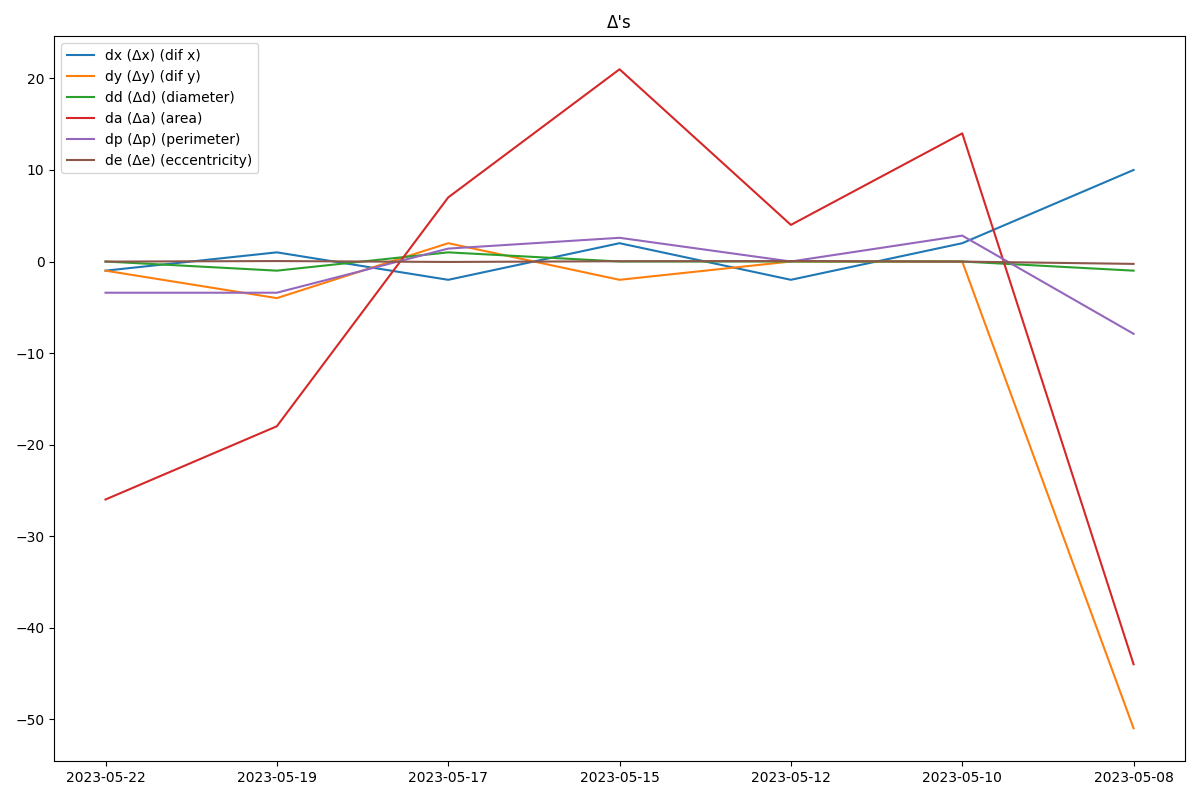 Δ's
dx (Δx) (dif x)
dy (Δy) (dif y)
dd (Δd) (diameter)
da (Δa) (area)
dp (Δp) (perimeter)
de (Δe) (eccentricity)
20
10
0
−10
−20
−30
−40
−50
2023-05-22 2023-05-19 2023-05-17 2023-05-15 2023-05-12 2023-05-10 2023-05-08